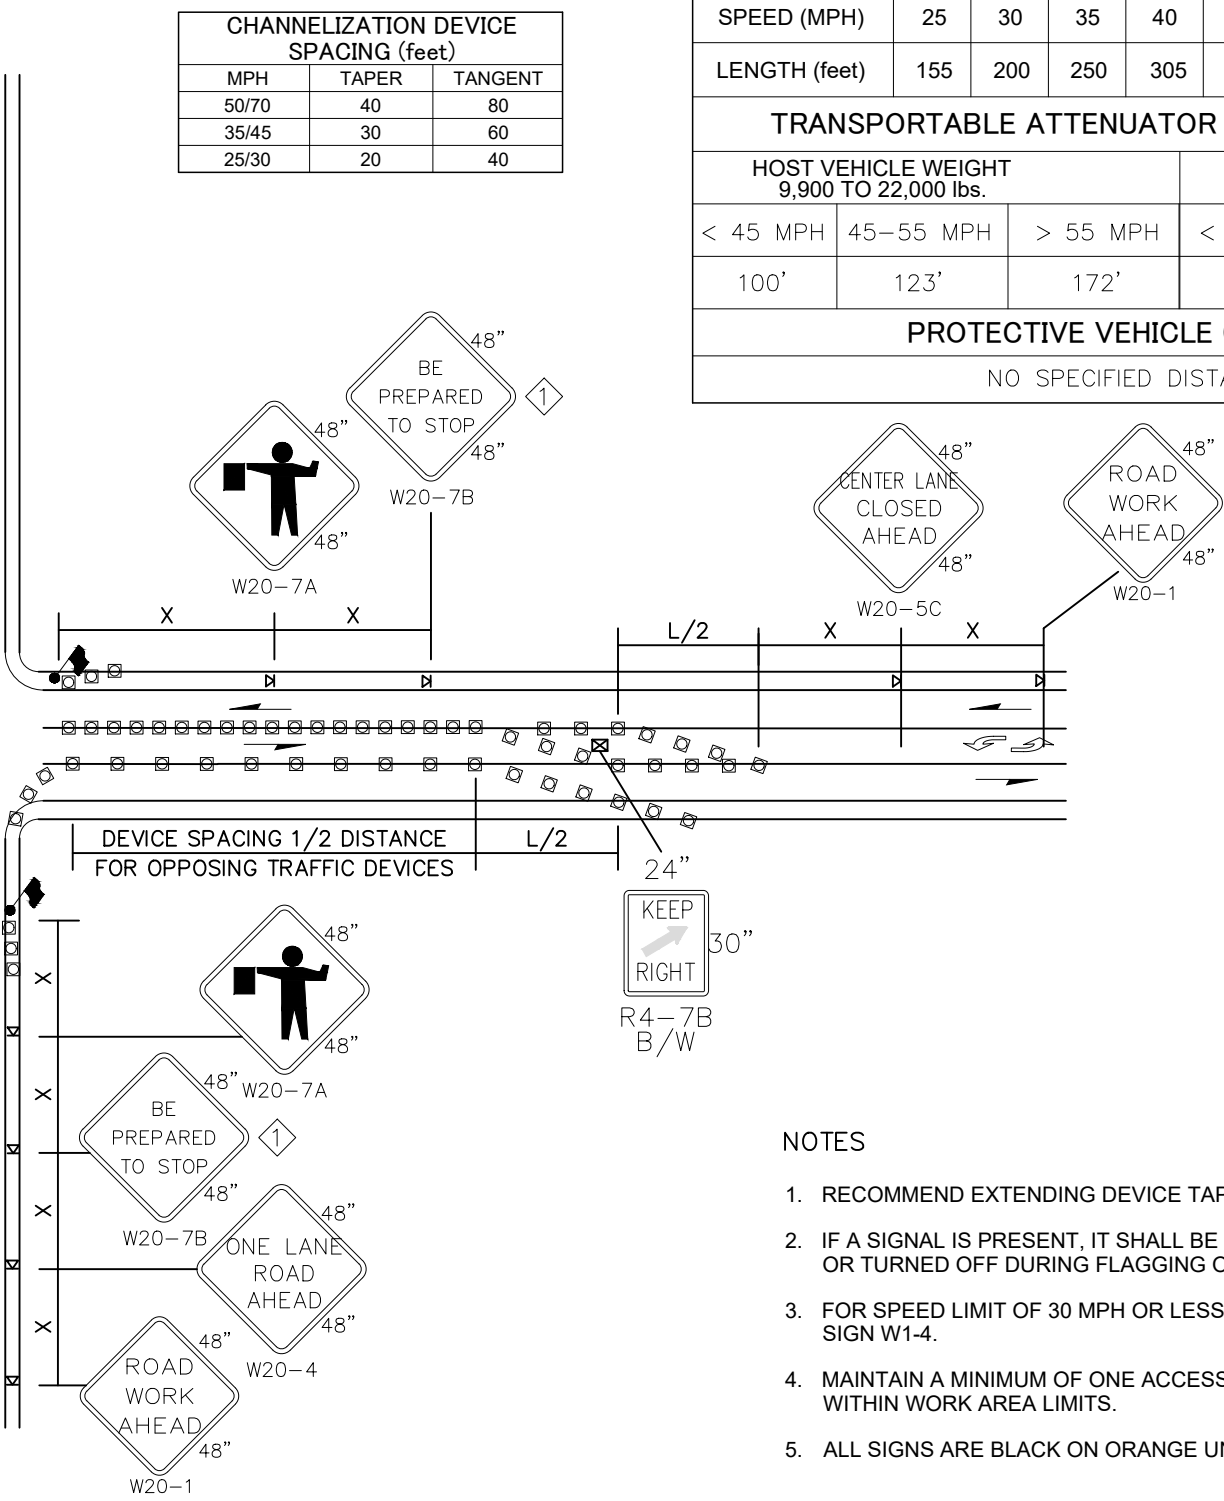 CHANNELIZATION DEVICE
SPACING (feet)
MPH TAPER TANGENT
50/70 40 80
35/45 30 60
25/30 20 40
SPEED (MPH) 25 30 35 40
LENGTH (feet) 155 200 250 305
TRANSPORTABLE ATTENUATOR
HOST VEHICLE WEIGHT
9,900 TO 22,000 lbs.
< 45 MPH 45-55 MPH > 55 MPH <
100' 123' 172'
PROTECTIVE VEHICLE
NO SPECIFIED DISTA
48"
BE
PREPARED
TO STOP
48"
W20-7B
1
48"
48"
W20-7A
48"
CENTER LANE
CLOSED
AHEAD
48"
W20-5C
48"
ROAD
WORK
AHEAD
48"
W20-1
X X L/2 X X
DEVICE SPACING 1/2 DISTANCE
FOR OPPOSING TRAFFIC DEVICES
L/2
24"
KEEP
RIGHT
30"
R4-7B
B/W
X
X
X
X
48"
48"
W20-7A
48"
BE
PREPARED
TO STOP
48"
W20-7B
1
48"
ONE LANE
ROAD
AHEAD
48"
W20-4
48"
ROAD
WORK
AHEAD
48"
W20-1
NOTES
1. RECOMMEND EXTENDING DEVICE TAP
2. IF A SIGNAL IS PRESENT, IT SHALL BE
OR TURNED OFF DURING FLAGGING O
3. FOR SPEED LIMIT OF 30 MPH OR LESS
SIGN W1-4.
4. MAINTAIN A MINIMUM OF ONE ACCESS
WITHIN WORK AREA LIMITS.
5. ALL SIGNS ARE BLACK ON ORANGE UN